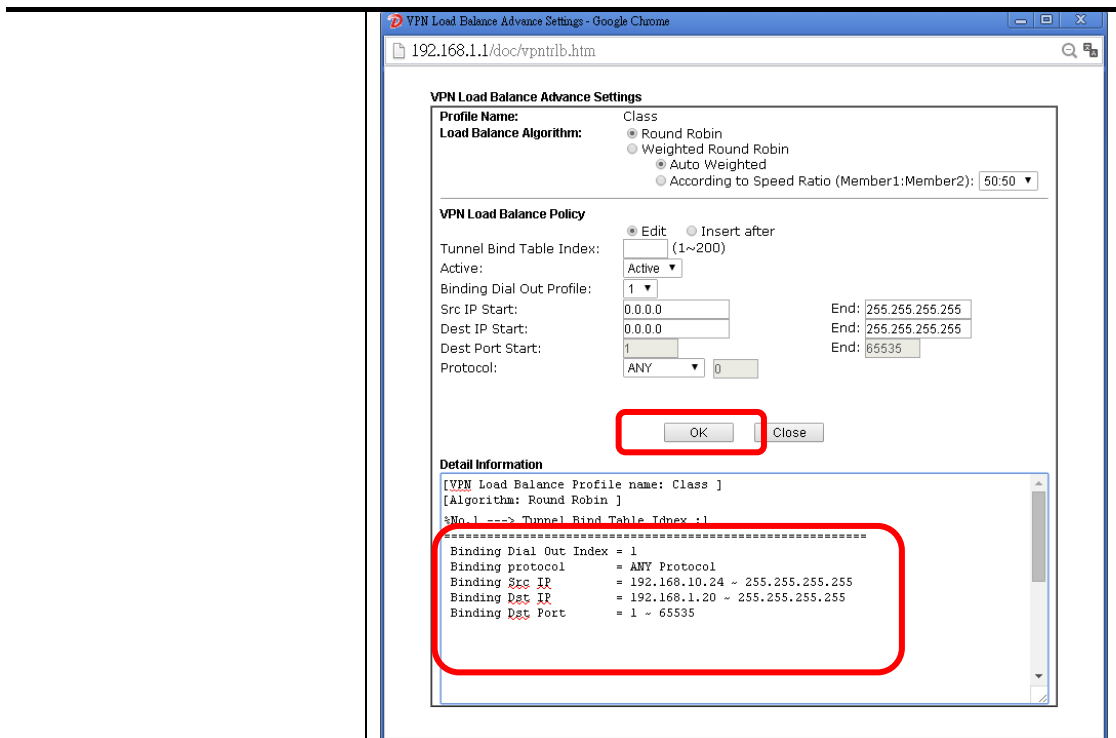 VPN Load Balance Advance Settings - Google Chrome
192.168.1.1/doc/vpntrlb.htm
VPN Load Balance Advance Settings
Profile Name: Class
Load Balance Algorithm: Round Robin
Weighted Round Robin
Auto Weighted
According to Speed Ratio (Member1:Member2): 50:50
VPN Load Balance Policy
Edit Insert after
Tunnel Bind Table Index: (1~200)
Active: Active
Binding Dial Out Profile: 1
Src IP Start: 0.0.0.0 End: 255.255.255.255
Dest IP Start: 0.0.0.0 End: 255.255.255.255
Dest Port Start: 1 End: 65535
Protocol: ANY 0
OK Close
Detail Information
[VPN Load Balance Profile name: Class ]
[Algorithm: Round Robin ]
%No.1 ---> Tunnel Bind Table Idnex :1
============================================================
Binding Dial Out Index = 1
Binding protocol = ANY Protocol
Binding Src IP = 192.168.10.24 ~ 255.255.255.255
Binding Dst IP = 192.168.1.20 ~ 255.255.255.255
Binding Dst Port = 1 ~ 65535